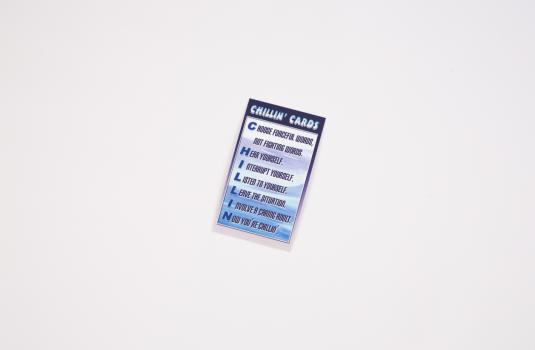 CHILLIN' CARDS
CHOOSE FORCEFUL WORDS,
NOT FIGHTING WORDS.
HEAR YOURSELF.
INTERRUPT YOURSELF.
LISTEN TO YOURSELF.
LEAVE THE SITUATION.
INVOLVE A CARING ADULT.
NOW YOU'RE CHILLIN'